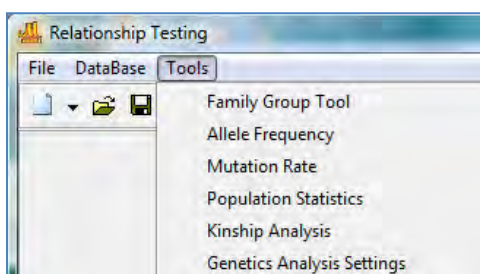 Relationship Testing
File DataBase Tools
Family Group Tool
Allele Frequency
Mutation Rate
Population Statistics
Kinship Analysis
Genetics Analysis Settings